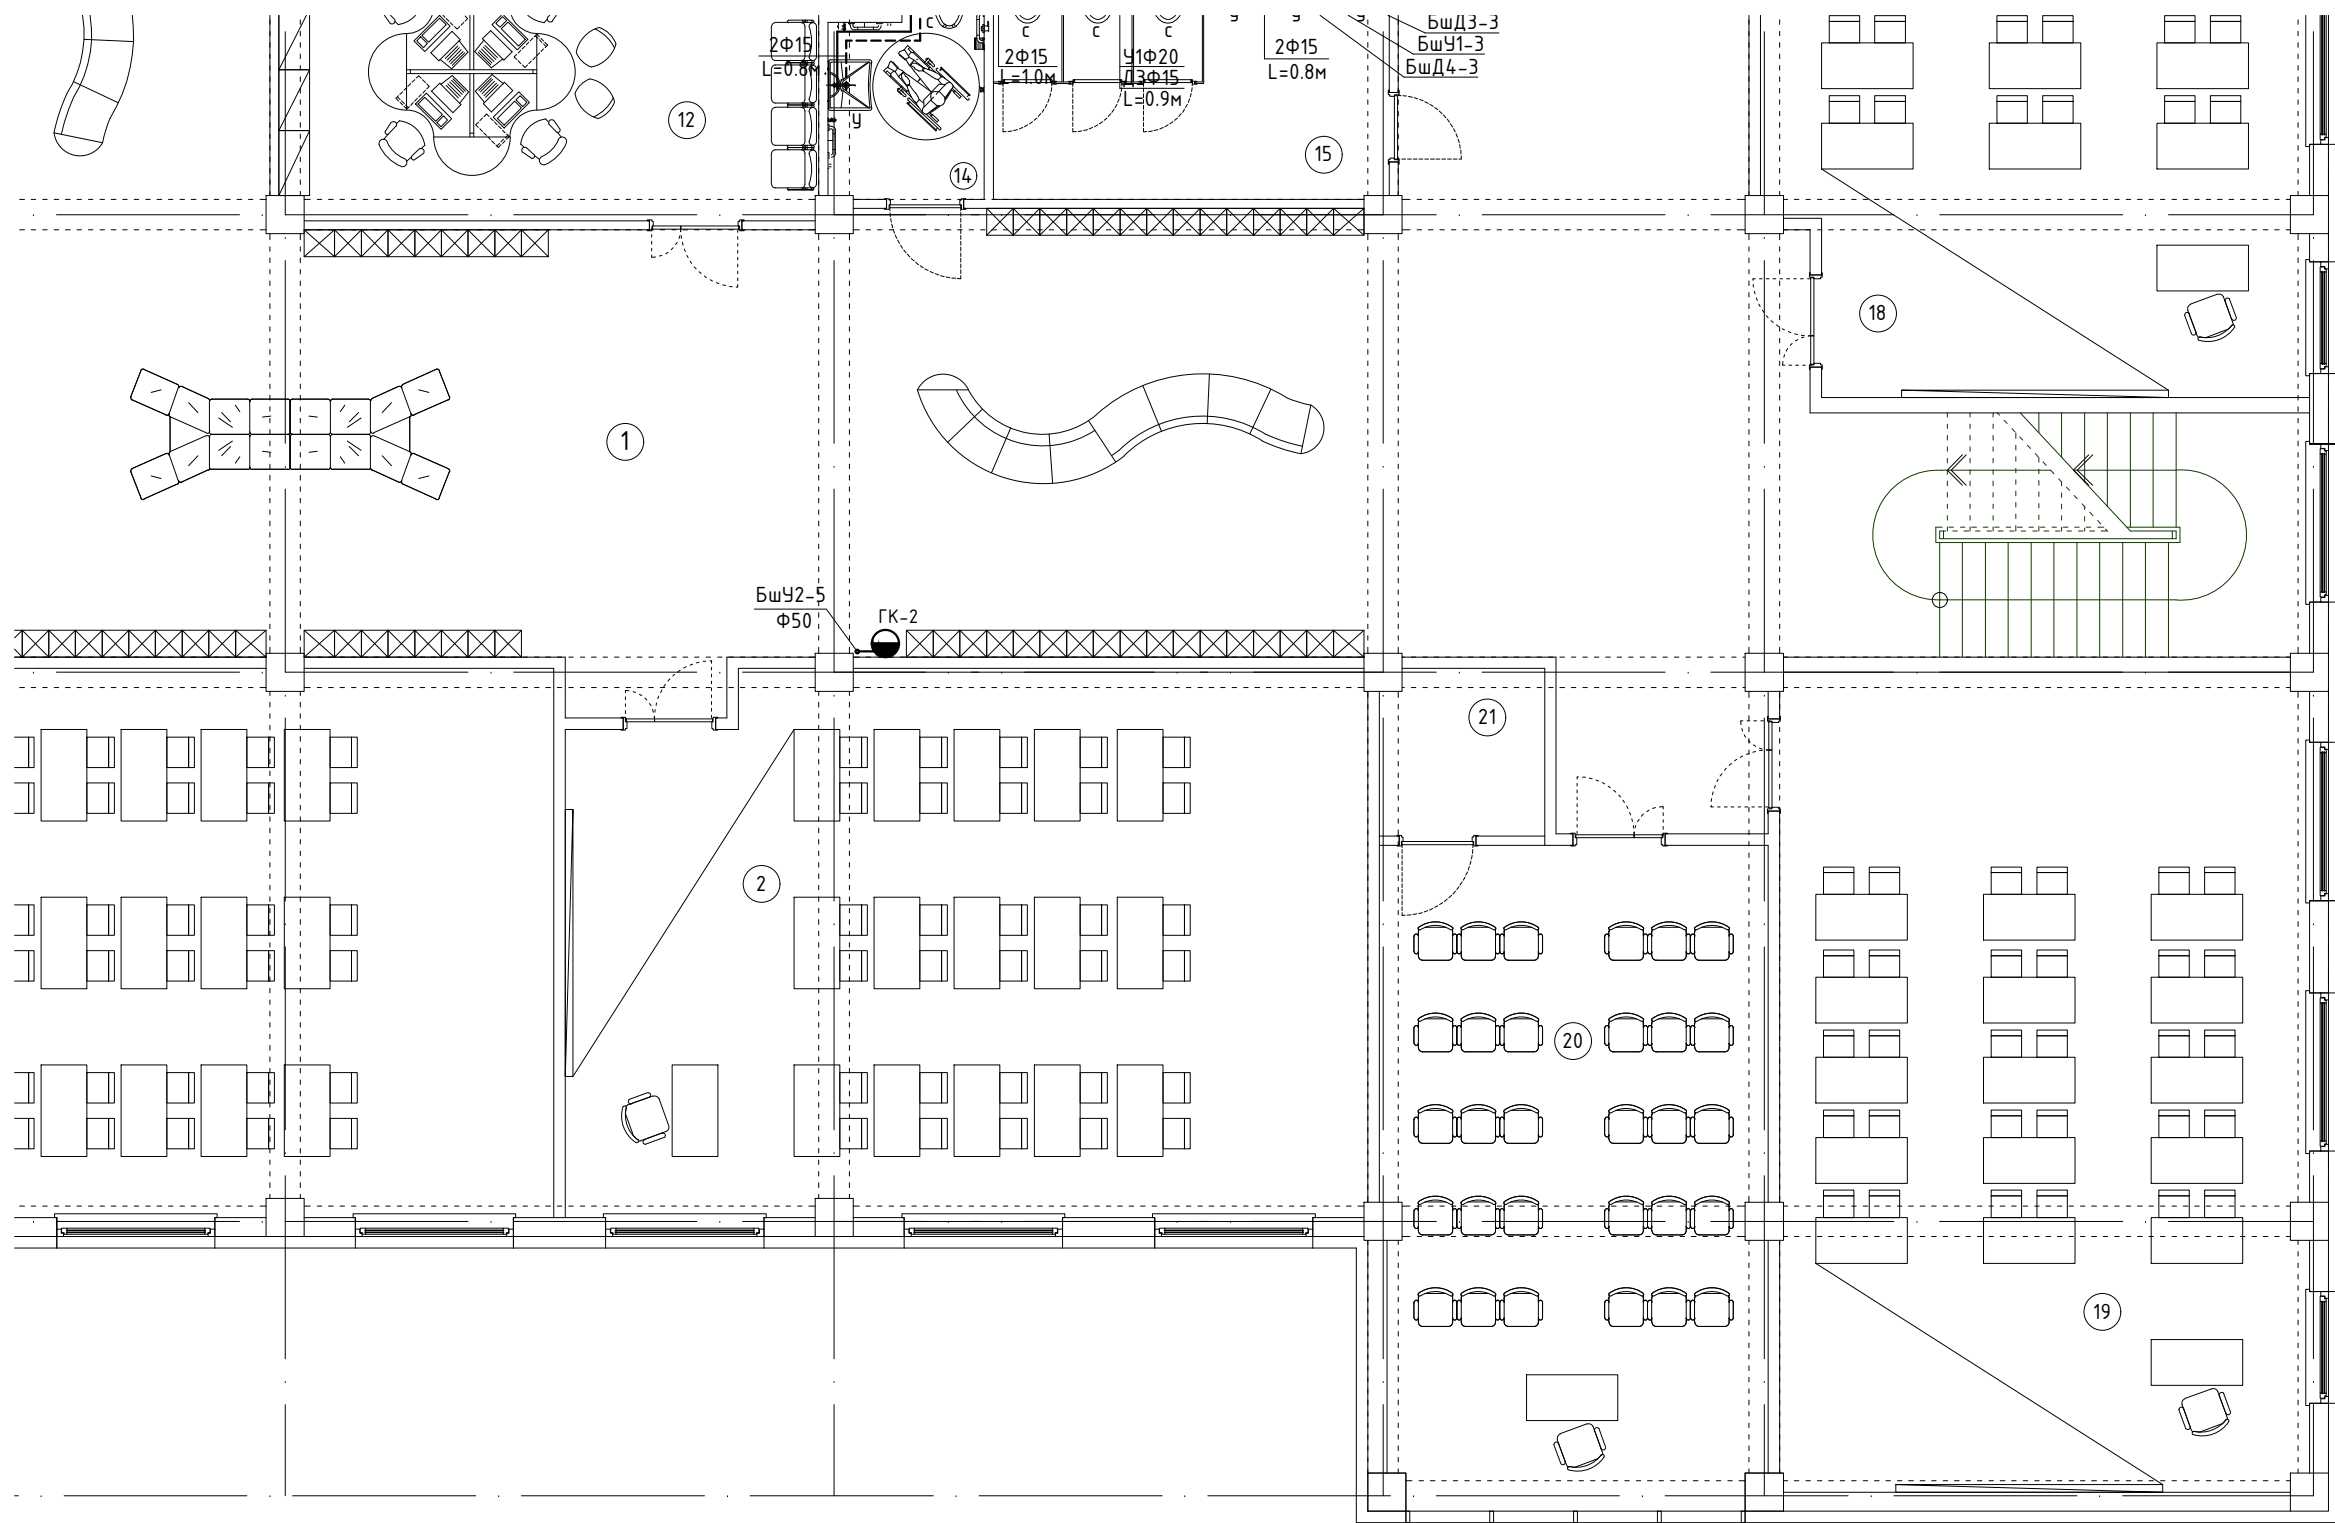 БшД3-3
БшУ1-3
БшД4-3
с
с
с
с
у
у
у
2Ф15
L=0.8м
2Ф15
L=1.0м
У1Ф20
Д3Ф15
L=0.9м
2Ф15
L=0.8м
у
12
14
15
18
1
БшУ2-5
Ф50
ГК-2
21
2
20
19